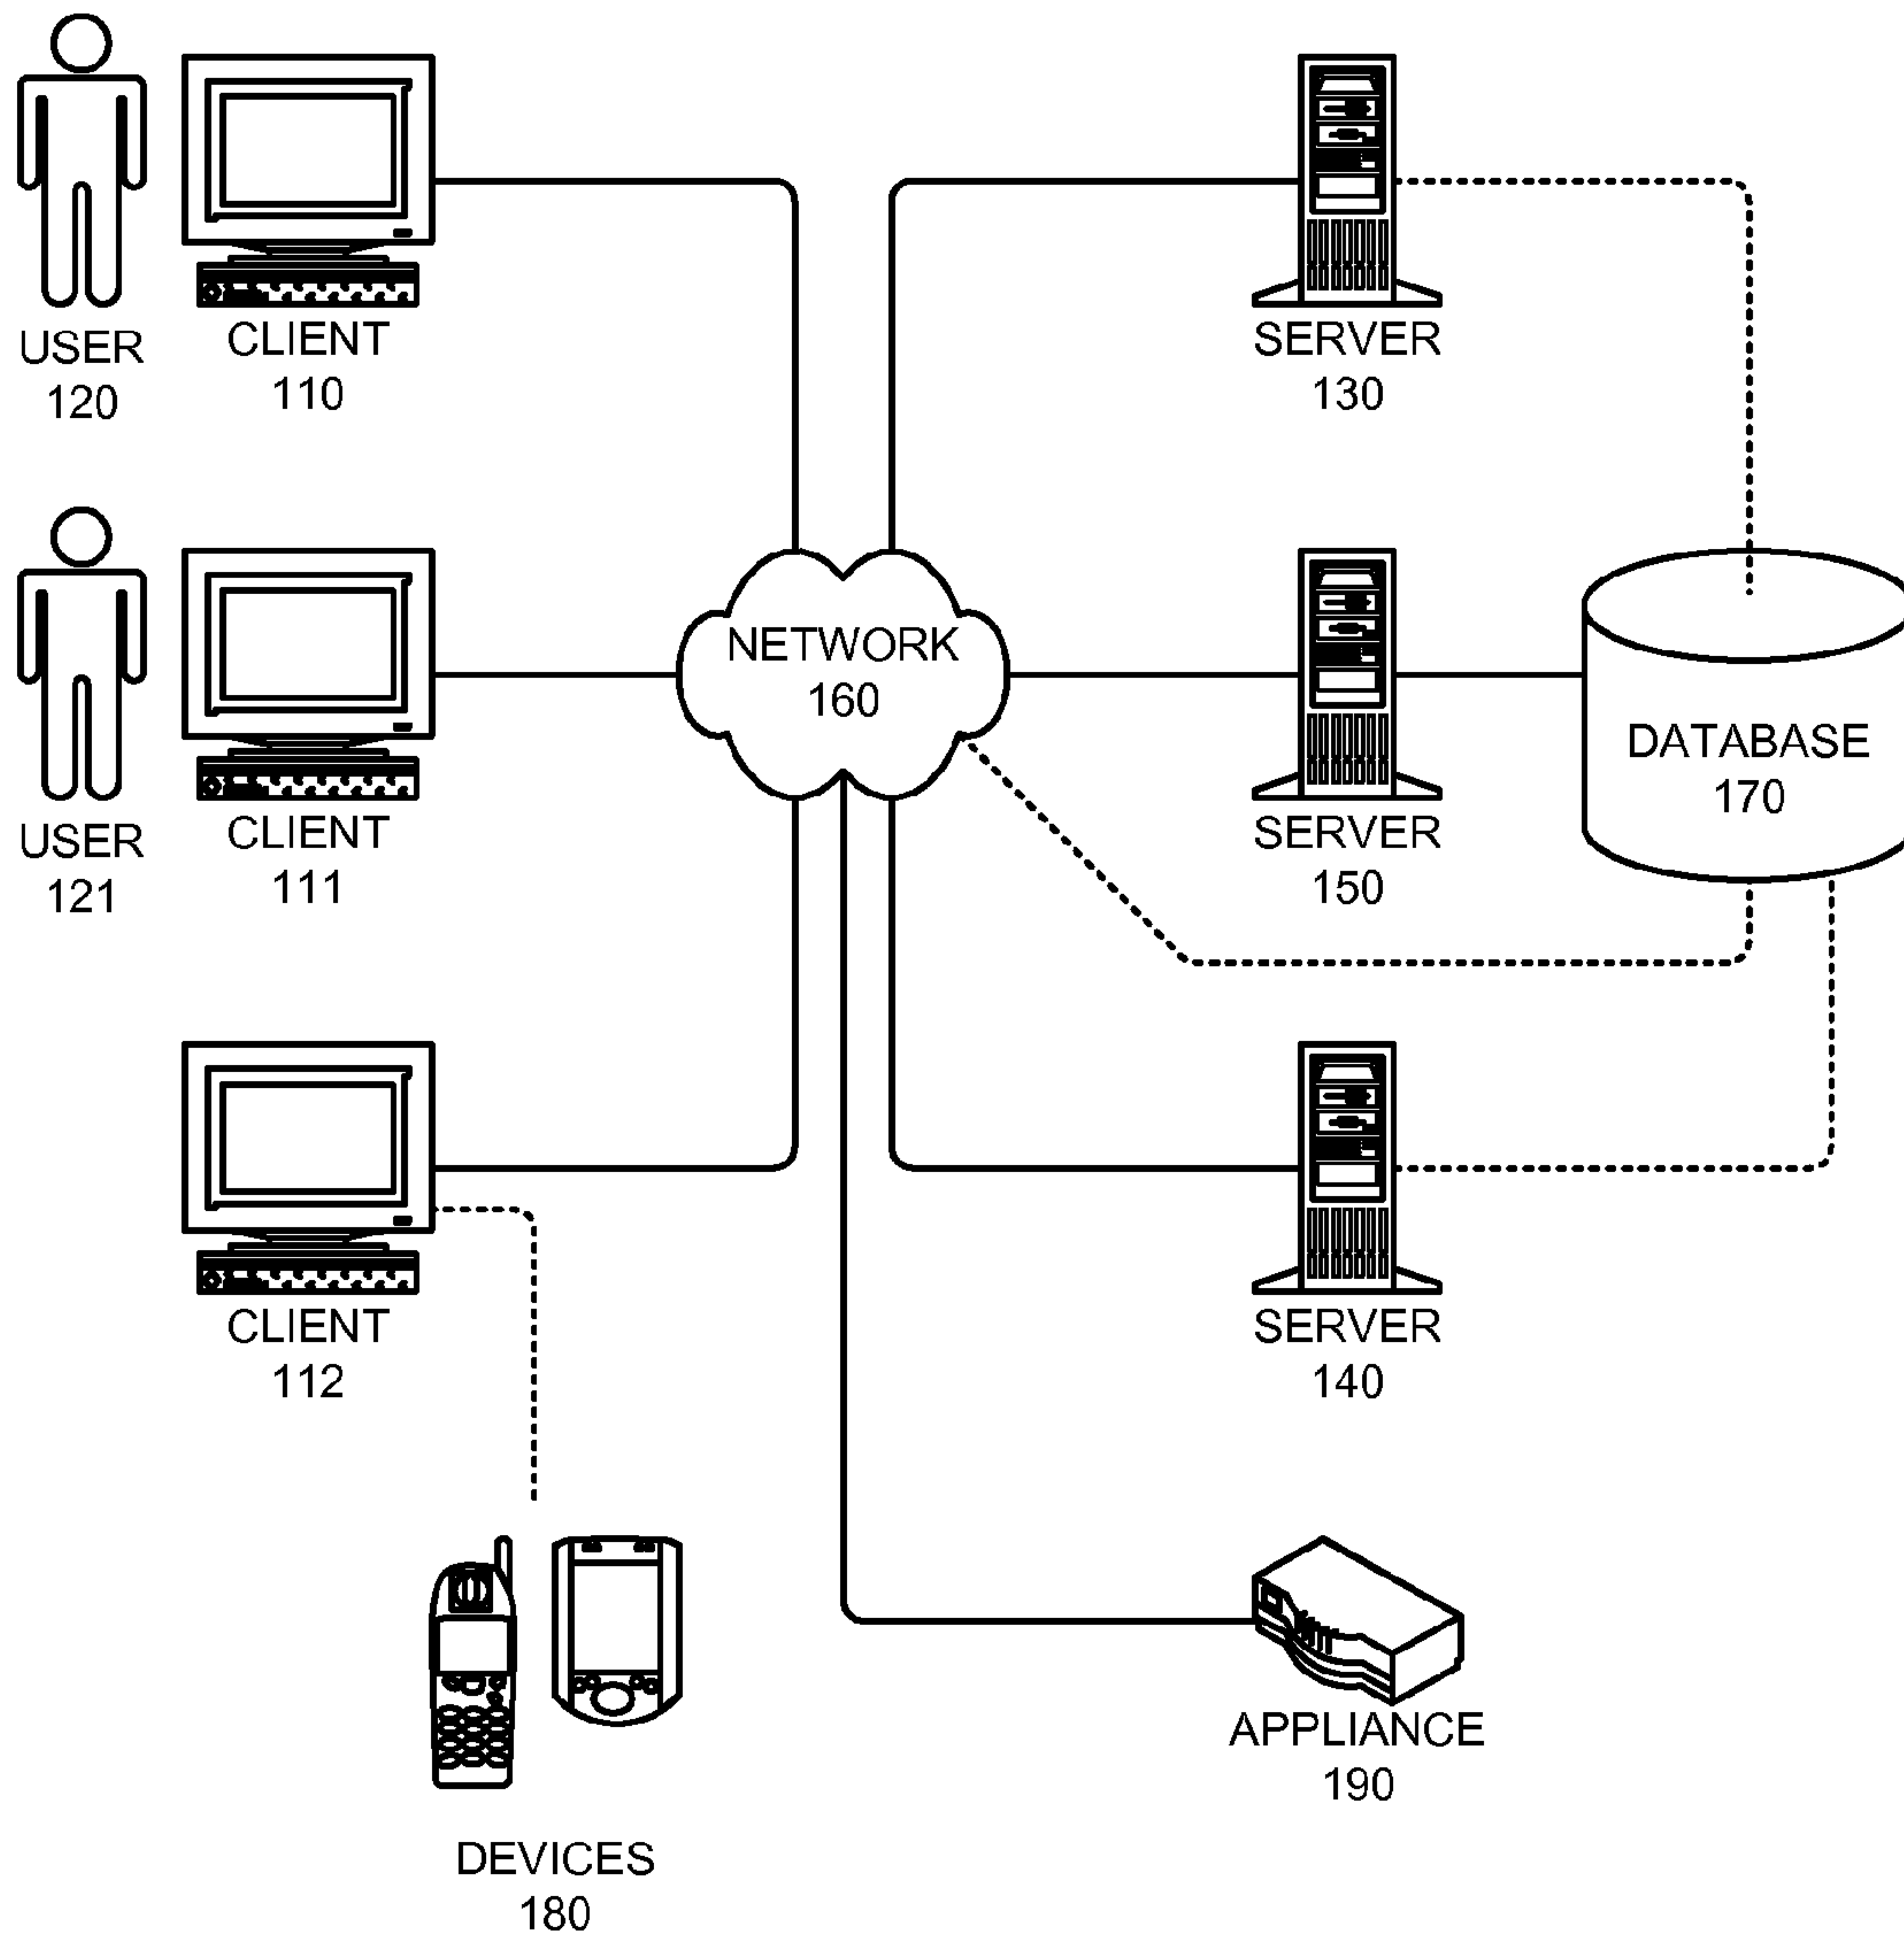 USER
120
CLIENT
110
SERVER
130
USER
121
CLIENT
111
NETWORK
160
SERVER
150
DATABASE
170
CLIENT
112
SERVER
140
DEVICES
180
APPLIANCE
190